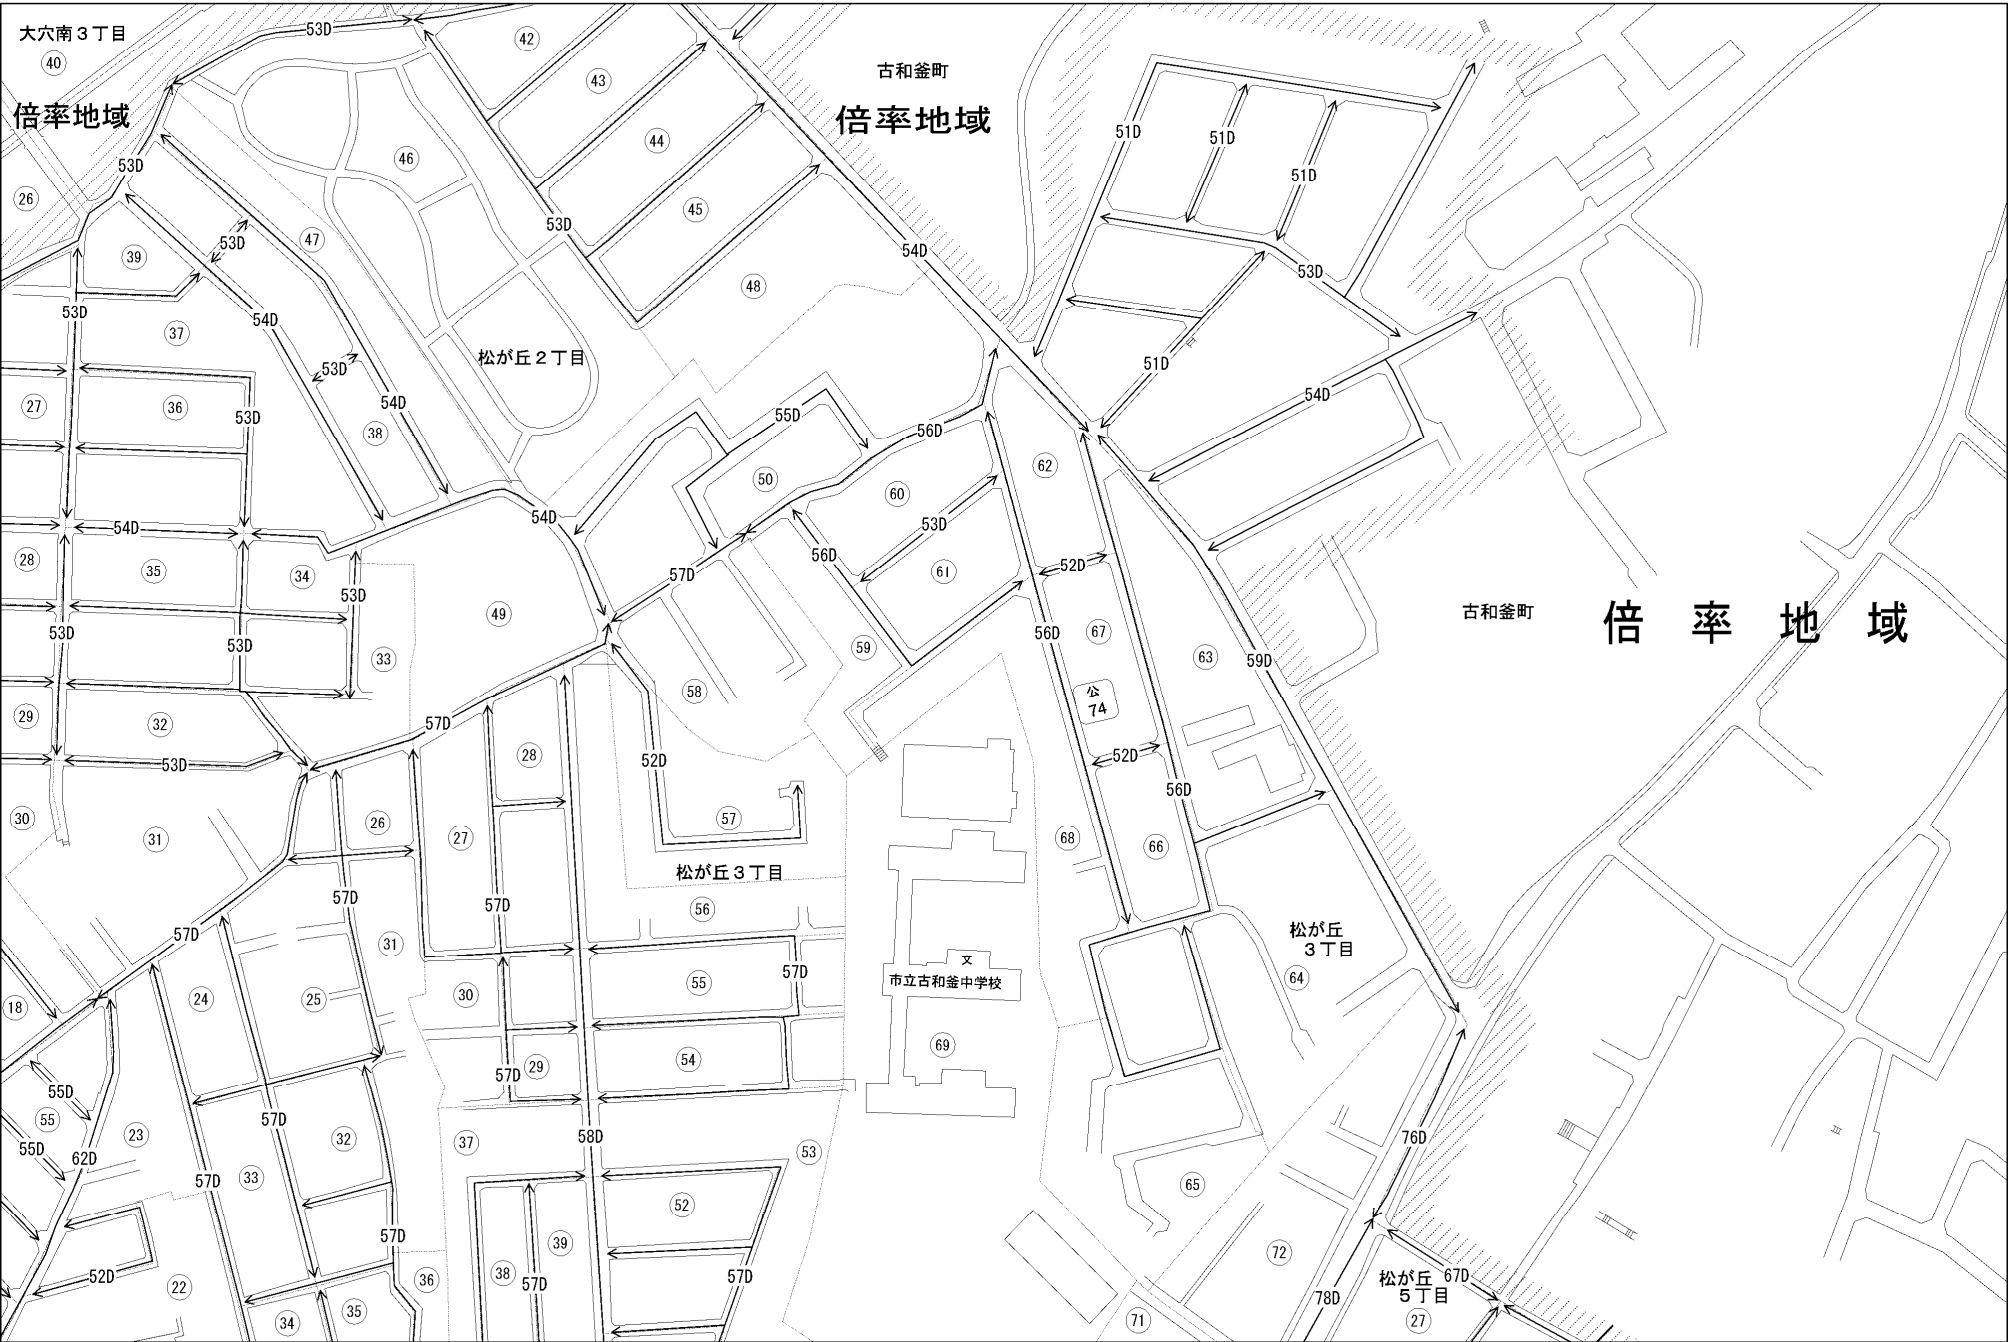 大穴南３丁目
40
倍率地域
53D
42
43
古和釜町
倍率地域
44
46
53D
26
51D
51D
51D
45
53D
47
53D
39
54D
53D
48
53D
53D
54D
37
松が丘２丁目
53D
51D
54D
27
36
53D
54D
38
55D
56D
62
50
60
54D
54D
53D
28
35
34
53D
56D
57D
61
52D
53D
49
古和釜町
倍率地域
53D
53D
33
56D
67
59
63
59D
58
公
74
29
32
57D
53D
28
52D
52D
56D
30
31
26
27
57
68
66
松が丘３丁目
57D
57D
56
57D
31
松が丘
３丁目
文
市立古和釜中学校
64
18
24
25
30
55
57D
69
54
29
57D
55D
55
57D
23
32
37
58D
53
76D
55D
62D
57D
33
65
52
57D
39
72
52D
22
36
38
57D
57D
松が丘
５丁目
67D
78D
34
35
71
27